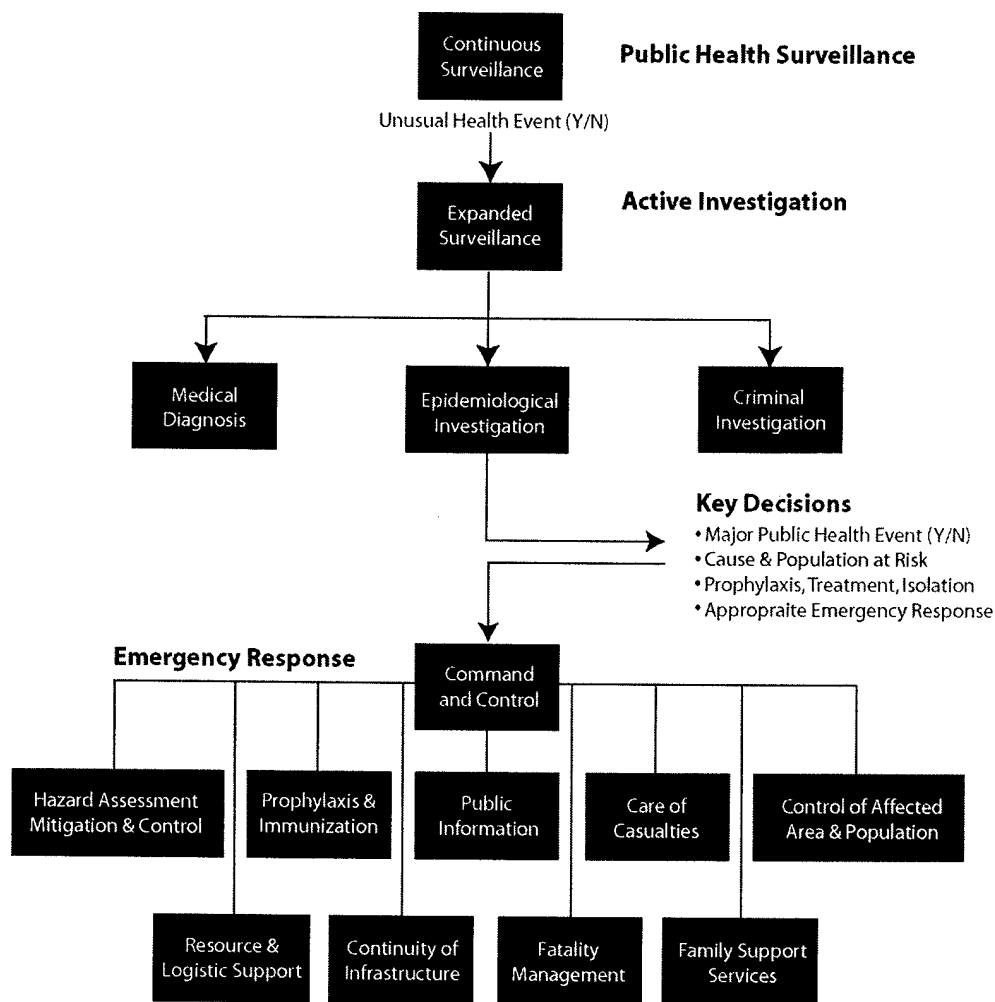 Continuous
Surveillance
Public Health Surveillance
Unusual Health Event (Y/N)
Expanded
Surveillance
Active Investigation
Medical
Diagnosis
Epidemiological
Investigation
Criminal
Investigation
Key Decisions
• Major Public Health Event (Y/N)
• Cause & Population at Risk
• Prophylaxis, Treatment, Isolation
• Appropraite Emergency Response
Emergency Response
Command
and Control
Hazard Assessment
Mitigation & Control
Prophylaxis &
Immunization
Public
Information
Care of
Casualties
Control of Affected
Area & Population
Resource &
Logistic Support
Continuity of
Infrastructure
Fatality
Management
Family Support
Services